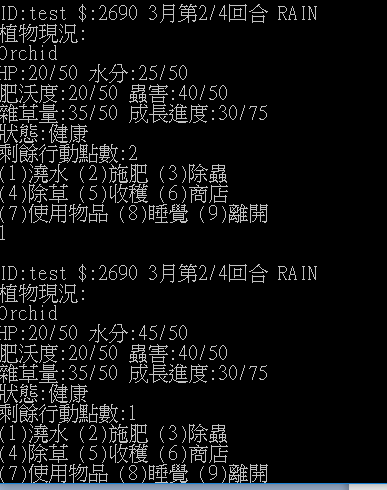 ID:test $:2690 3月第2/4回合 RAIN
植物現況:
Orchid
HP:20/50 水分:25/50
肥沃度:20/50 蟲害:40/50
雜草量:35/50 成長進度:30/75
狀態:健康
剩餘行動點數:2
(1)澆水 (2)施肥 (3)除蟲
(4)除草 (5)收穫 (6)商店
(7)使用物品 (8)睡覺 (9)離開
1
ID:test $:2690 3月第2/4回合 RAIN
植物現況:
Orchid
HP:20/50 水分:45/50
肥沃度:20/50 蟲害:40/50
雜草量:35/50 成長進度:30/75
狀態:健康
剩餘行動點數:1
(1)澆水 (2)施肥 (3)除蟲
(4)除草 (5)收穫 (6)商店
(7)使用物品 (8)睡覺 (9)離開